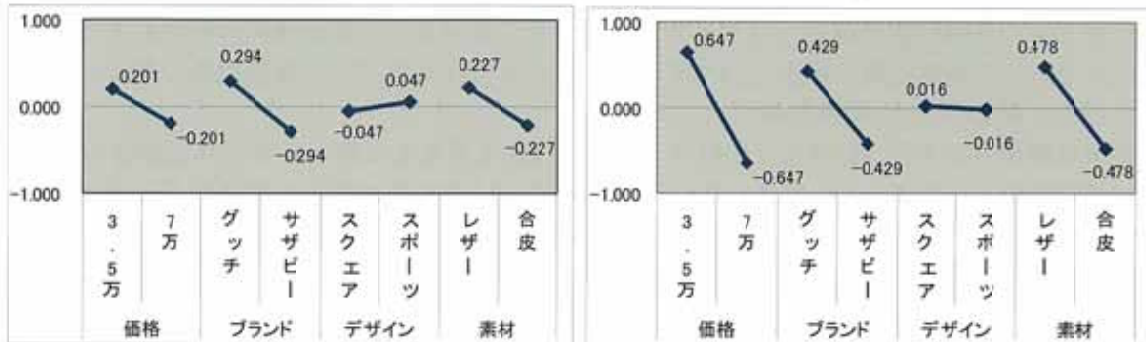 1.000
0.000
-1.000
0.201
-0.201
0.294
-0294
-0.047
0.047
0.227
-0.227
3.5万
7万
グッチ
サザビー
スクエア
スポーツ
レザー
合皮
価格
ブランド
デザイン
素材
1.000
0.000
-1.000
0.647
-0.647
0.429
-0.429
0.016
-0.016
0.478
-0.478
3.5万
7万
グッチ
サザビー
スクエア
スポーツ
レザー
合皮
価格
ブランド
デザイン
素材